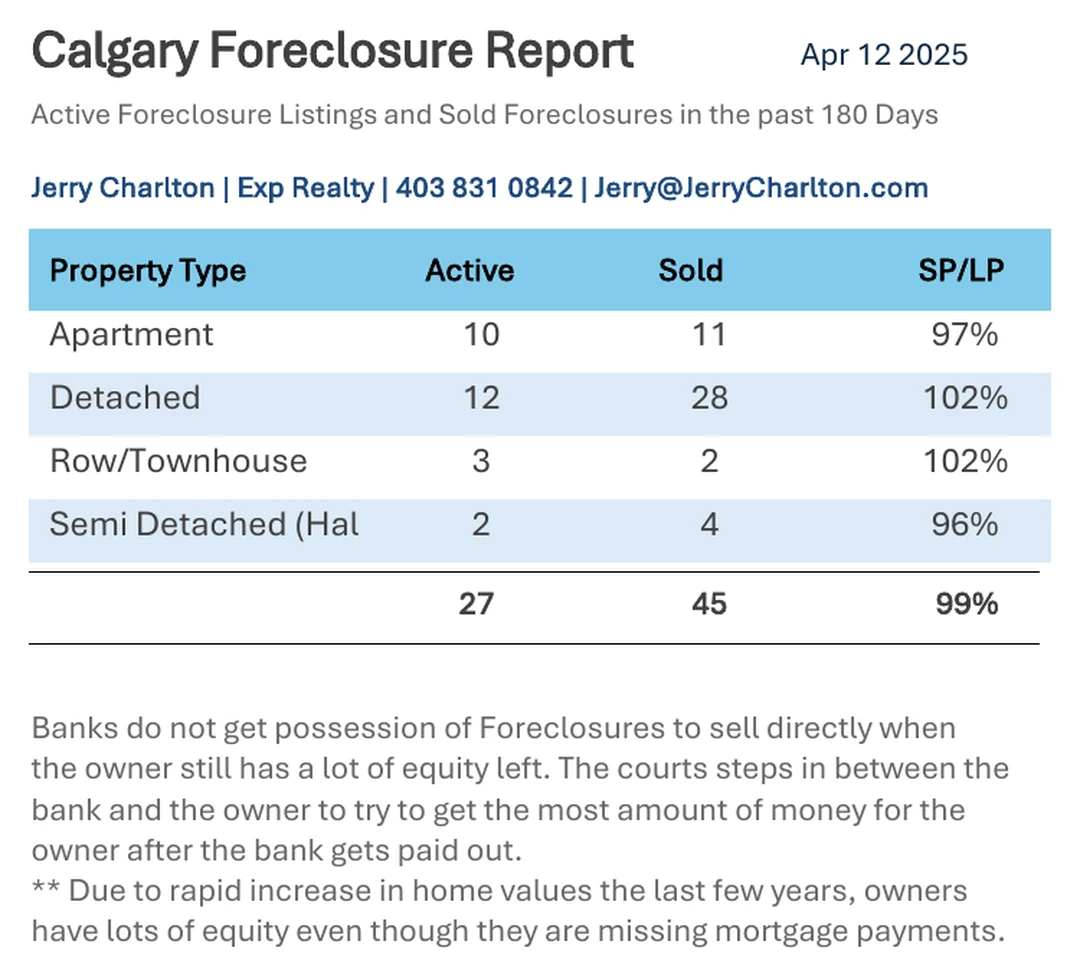 Calgary Foreclosure Report Apr 12 2025
Active Foreclosure Listings and Sold Foreclosures in the past 180 Days
Jerry Charlton | Exp Realty | 403 831 0842 | Jerry@JerryCharlton.com
Property Type Active Sold SP/LP
Apartment 10 11 97%
Detached 12 28 102%
Row/Townhouse 3 2 102%
Semi Detached (Hal 2 4 96%
27 45 99%
Banks do not get possession of Foreclosures to sell directly when
the owner still has a lot of equity left. The courts steps in between the
bank and the owner to try to get the most amount of money for the
owner after the bank gets paid out.
** Due to rapid increase in home values the last few years, owners
have lots of equity even though they are missing mortgage payments.